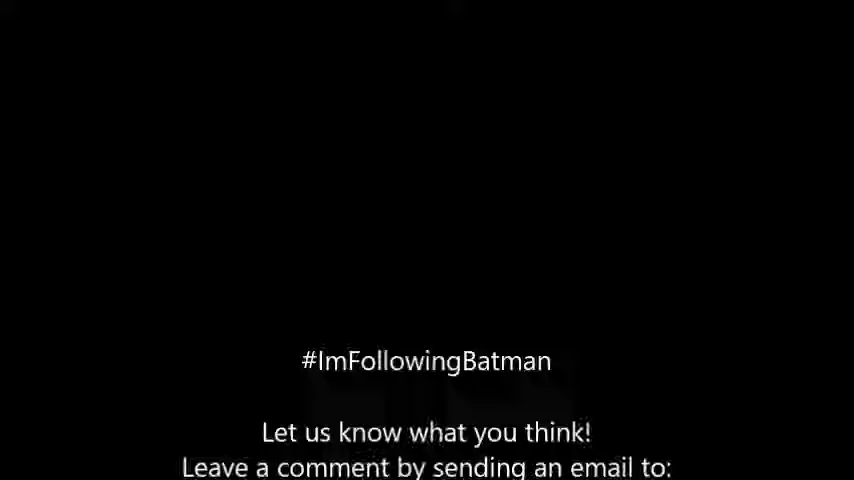 #ImFollowingBatman
Let us know what you think!
Leave a comment by sending an email to: